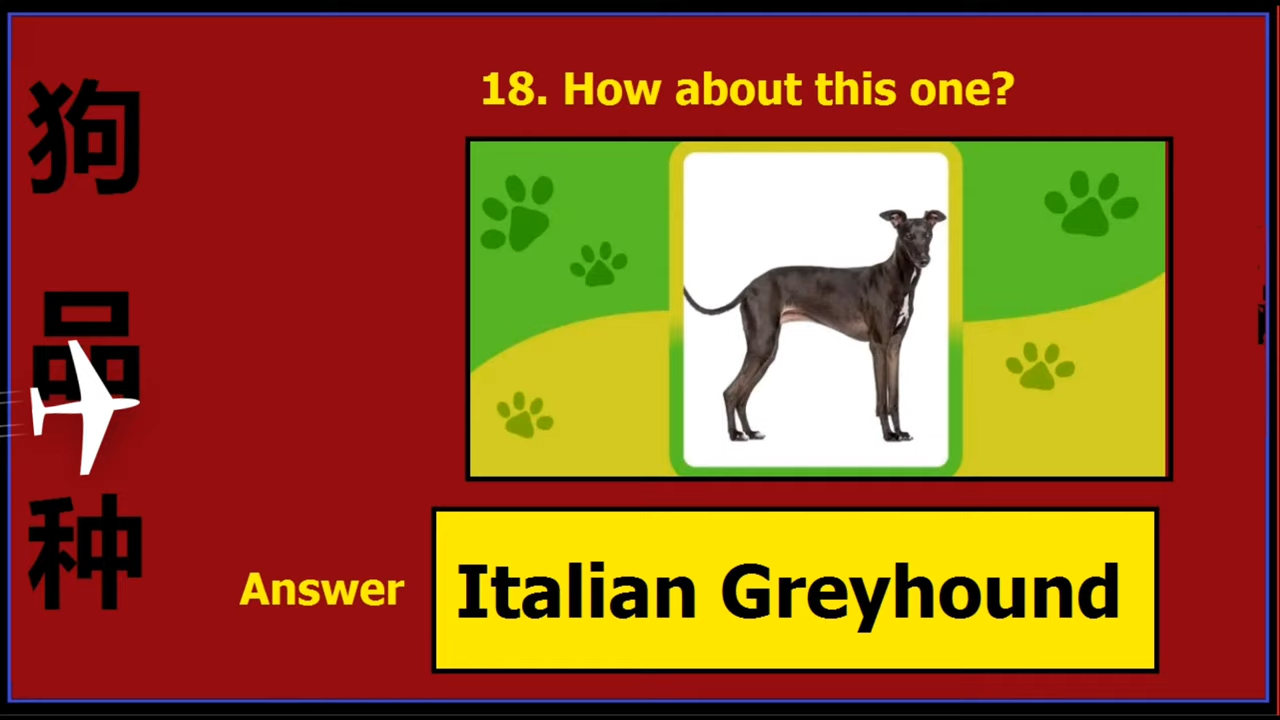 狗
品
种
18. How about this one?
Answer
Italian Greyhound